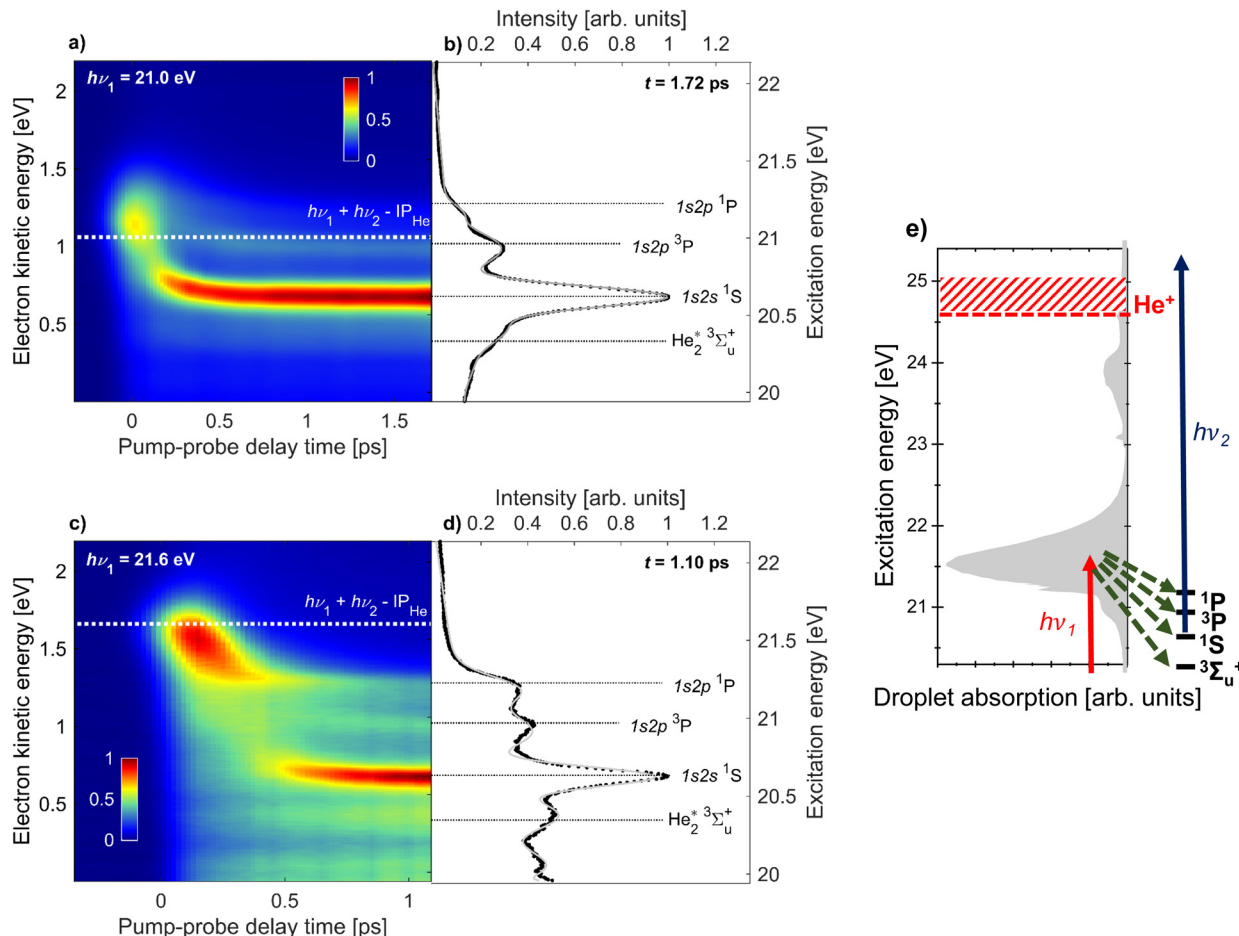 Intensity [arb. units]
a)
b) 0.2 0.4 0.6 0.8 1 1.2
hν₁ = 21.0 eV
1
0.5
0
t = 1.72 ps
Electron kinetic energy [eV]
2
1.5
1
0.5
hν₁ + hν₂ - IP_He
1s2p ¹P
1s2p ³P
1s2s ¹S
He₂* ³Σᵤ⁺
22
21.5
21
20.5
20
Excitation energy [eV]
0 0.5 1 1.5
Pump-probe delay time [ps]
Intensity [arb. units]
c)
d) 0.2 0.4 0.6 0.8 1 1.2
hν₁ = 21.6 eV
t = 1.10 ps
Electron kinetic energy [eV]
2
1.5
1
0.5
hν₁ + hν₂ - IP_He
1
0.5
0
1s2p ¹P
1s2p ³P
1s2s ¹S
He₂* ³Σᵤ⁺
22
21.5
21
20.5
20
Excitation energy [eV]
0 0.5 1
Pump-probe delay time [ps]
e)
Excitation energy [eV]
25
24
23
22
21
He⁺
hν₂
hν₁
¹P
³P
¹S
³Σᵤ⁺
Droplet absorption [arb. units]